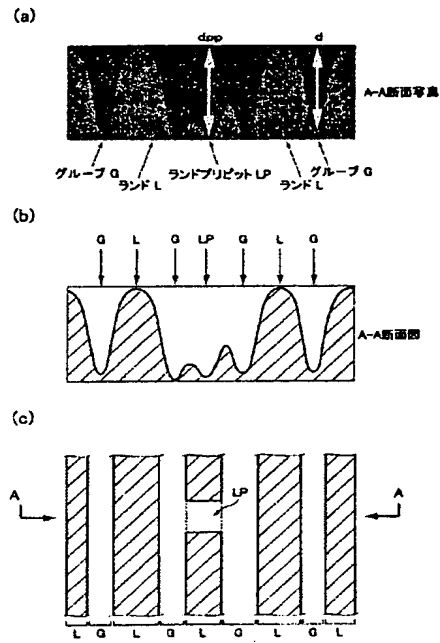 (a)
dpp d
A-A断面写真
グルーブ G
ランド L
ランドプリピット LP
ランド L
グルーブ G
(b)
G L G LP G L G
A-A断面図
(c)
A LP A
L G L G L G L G L